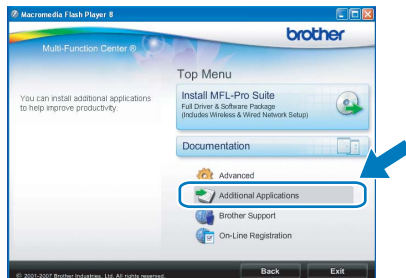 Macromedia Flash Player 8
brother
Multi-Function Center ®
Top Menu
You can install additional applications
to help improve productivity.
Install MFL-Pro Suite
Full Driver & Software Package
(Includes Wireless & Wired Network Setup)
Documentation
Advanced
Additional Applications
Brother Support
On-Line Registration
© 2001-2007 Brother Industries, Ltd. All rights reserved.
Back
Exit